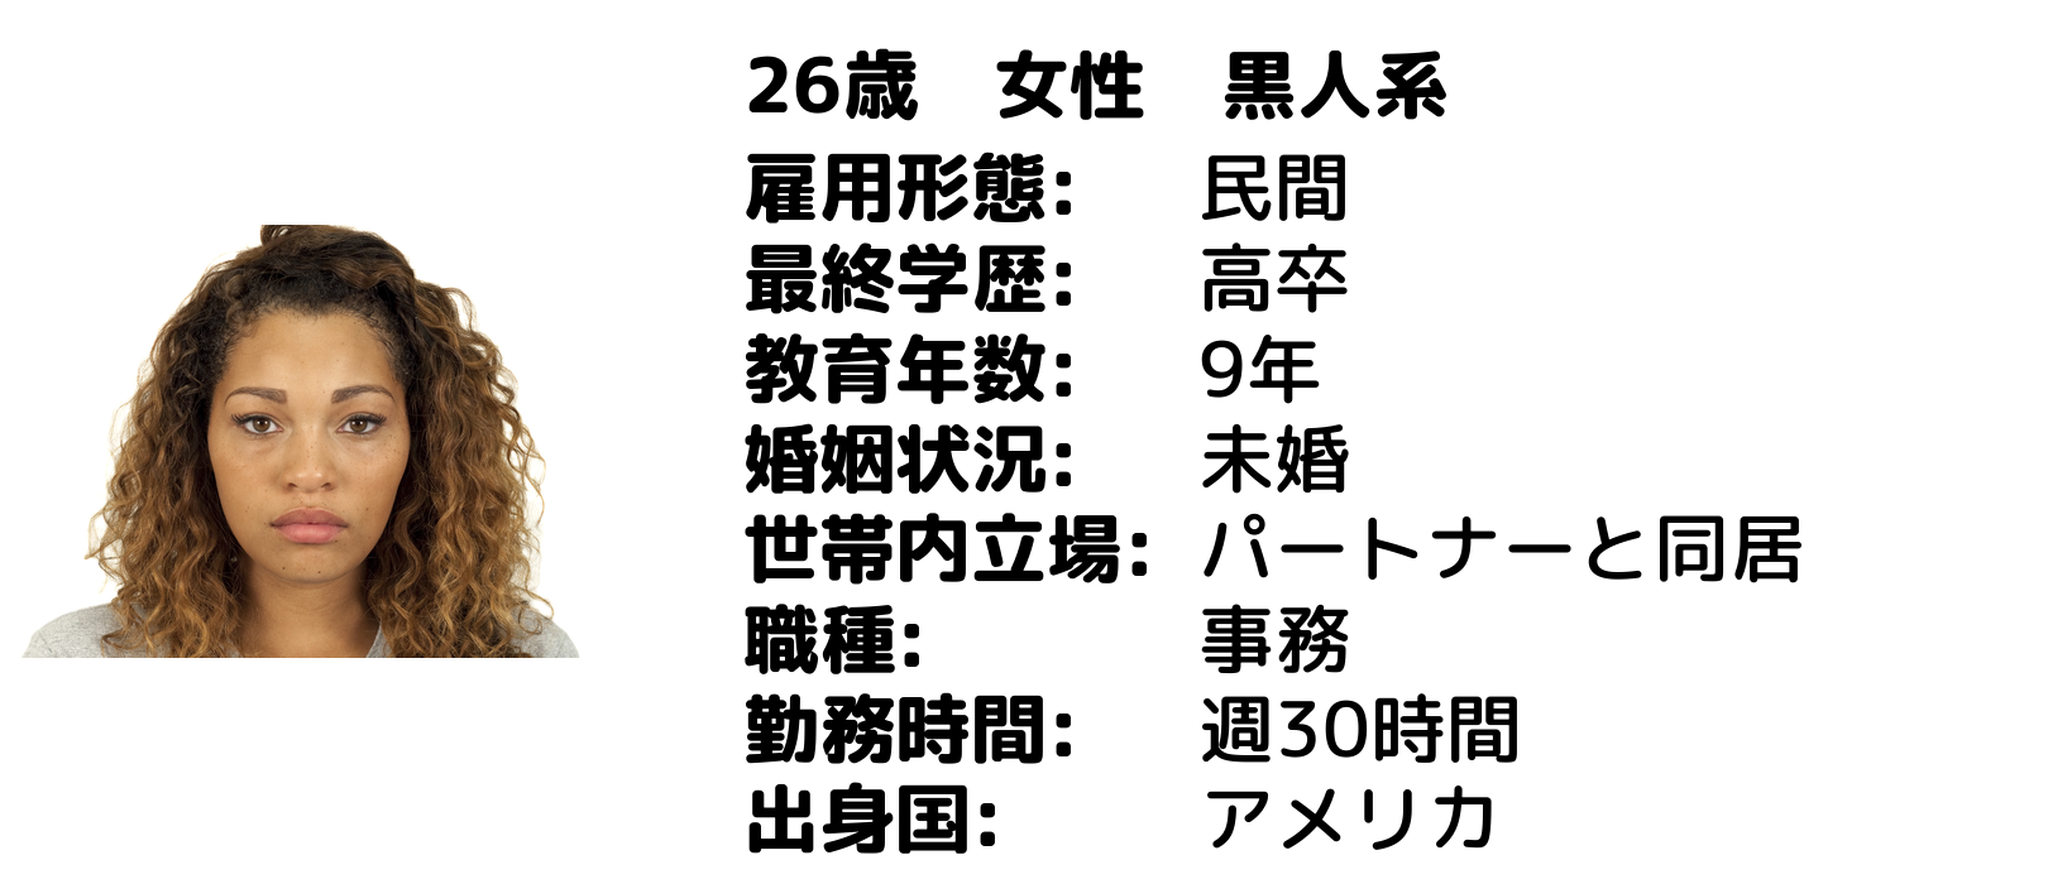 26歳　女性　黒人系
雇用形態: 民間
最終学歴: 高卒
教育年数: 9年
婚姻状況: 未婚
世帯内立場: パートナーと同居
職種: 事務
勤務時間: 週30時間
出身国: アメリカ